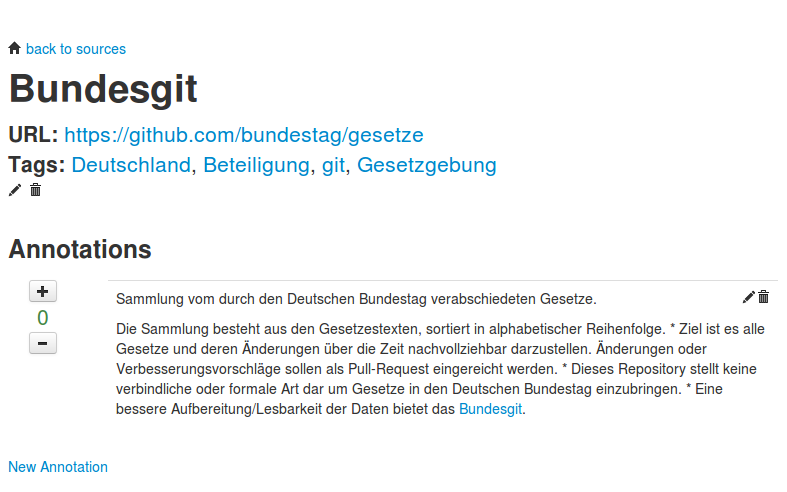 back to sources
Bundesgit
URL: https://github.com/bundestag/gesetze
Tags: Deutschland, Beteiligung, git, Gesetzgebung
Annotations
+
0
-
Sammlung vom durch den Deutschen Bundestag verabschiedeten Gesetze.
Die Sammlung besteht aus den Gesetzestexten, sortiert in alphabetischer Reihenfolge. * Ziel ist es alle
Gesetze und deren Änderungen über die Zeit nachvollziehbar darzustellen. Änderungen oder
Verbesserungsvorschläge sollen als Pull-Request eingereicht werden. * Dieses Repository stellt keine
verbindliche oder formale Art dar um Gesetze in den Deutschen Bundestag einzubringen. * Eine
bessere Aufbereitung/Lesbarkeit der Daten bietet das Bundesgit.
New Annotation